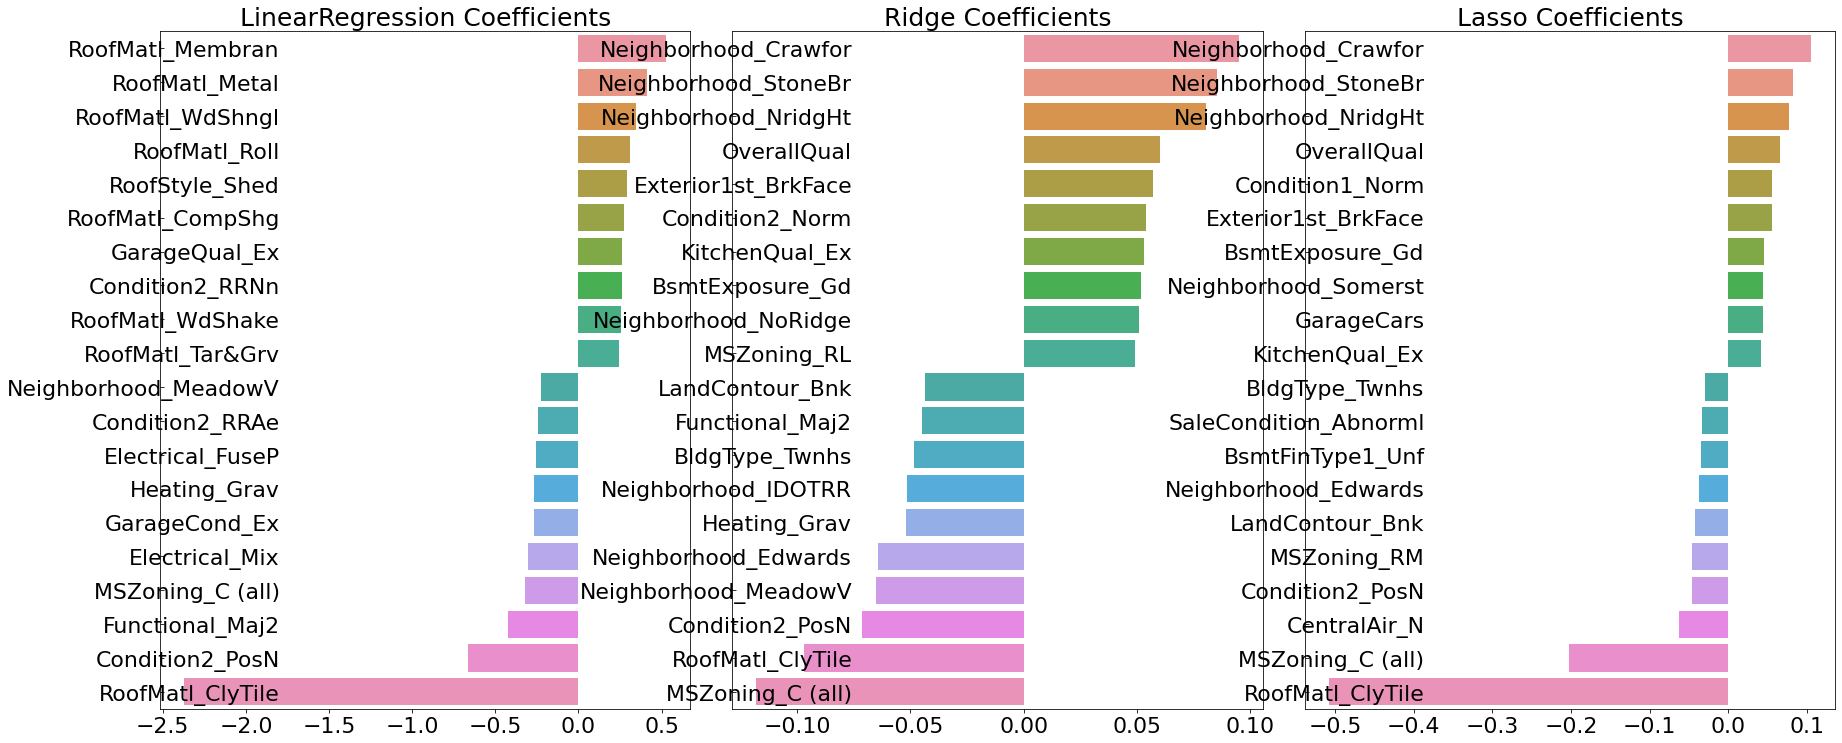 LinearRegression Coefficients
RoofMatl_Membran
RoofMatl_Metal
RoofMatl_WdShngl
RoofMatl_Roll
RoofStyle_Shed
RoofMatl_CompShg
GarageQual_Ex
Condition2_RRNn
RoofMatl_WdShake
RoofMatl_Tar&Grv
Neighborhood_MeadowV
Condition2_RRAe
Electrical_FuseP
Heating_Grav
GarageCond_Ex
Electrical_Mix
MSZoning_C (all)
Functional_Maj2
Condition2_PosN
RoofMatl_ClyTile
−2.5 −2.0 −1.5 −1.0 −0.5 0.0 0.5
Ridge Coefficients
Neighborhood_Crawfor
Neighborhood_StoneBr
Neighborhood_NridgHt
OverallQual
Exterior1st_BrkFace
Condition2_Norm
KitchenQual_Ex
BsmtExposure_Gd
Neighborhood_NoRidge
MSZoning_RL
LandContour_Bnk
Functional_Maj2
BldgType_Twnhs
Neighborhood_IDOTRR
Heating_Grav
Neighborhood_Edwards
Neighborhood_MeadowV
Condition2_PosN
RoofMatl_ClyTile
MSZoning_C (all)
−0.10 −0.05 0.00 0.05 0.10
Lasso Coefficients
Neighborhood_Crawfor
Neighborhood_StoneBr
Neighborhood_NridgHt
OverallQual
Condition1_Norm
Exterior1st_BrkFace
BsmtExposure_Gd
Neighborhood_Somerst
GarageCars
KitchenQual_Ex
BldgType_Twnhs
SaleCondition_Abnorml
BsmtFinType1_Unf
Neighborhood_Edwards
LandContour_Bnk
MSZoning_RM
Condition2_PosN
CentralAir_N
MSZoning_C (all)
RoofMatl_ClyTile
−0.5 −0.4 −0.3 −0.2 −0.1 0.0 0.1